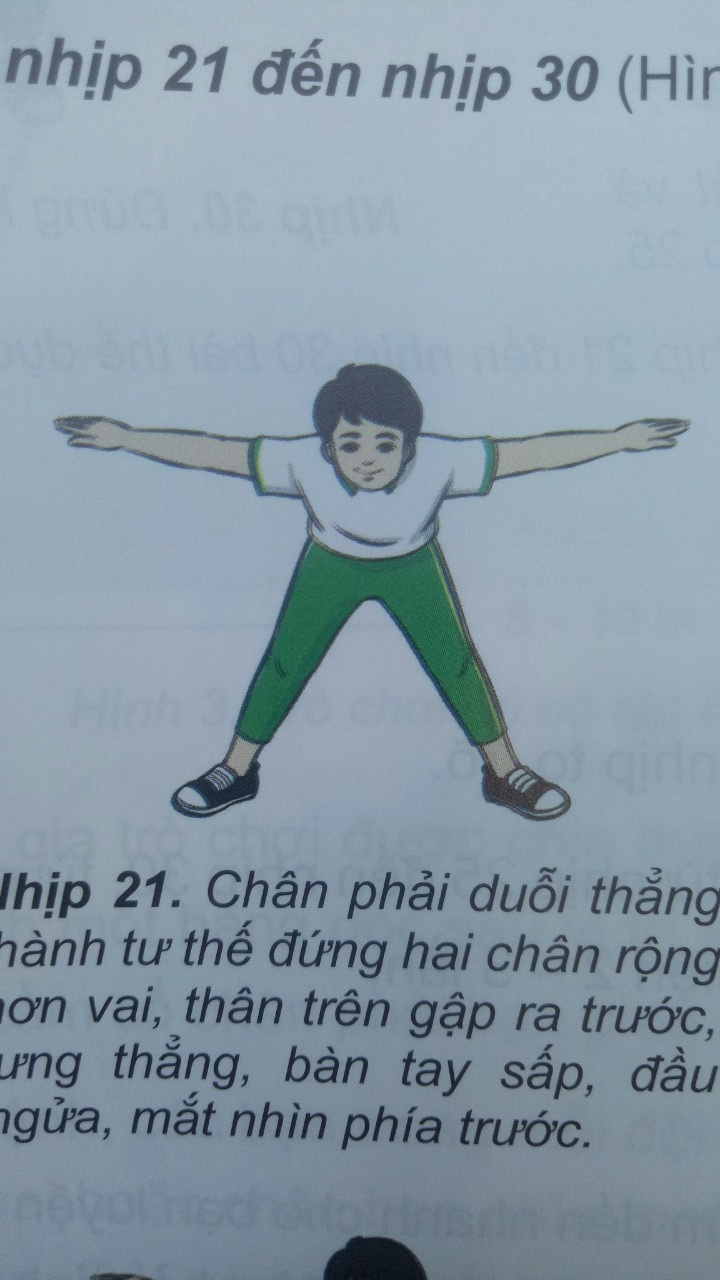 nhịp 21 đến nhịp 30 (Hìn
Nhịp 21. Chân phải duỗi thẳng
hành tư thế đứng hai chân rộng
hơn vai, thân trên gập ra trước,
ưng thẳng, bàn tay sấp, đầu
ngửa, mắt nhìn phía trước.